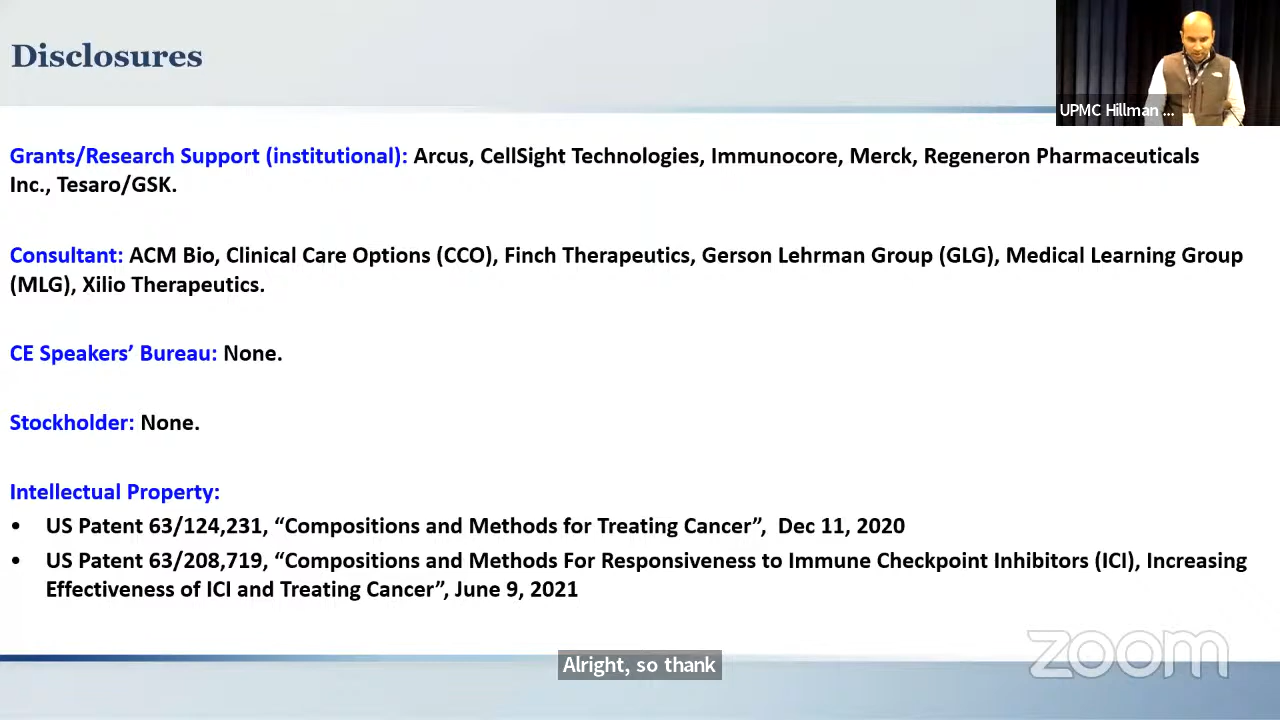 Disclosures
UPMC Hillman ...
Grants/Research Support (institutional): Arcus, CellSight Technologies, Immunocore, Merck, Regeneron Pharmaceuticals
Inc., Tesaro/GSK.
Consultant: ACM Bio, Clinical Care Options (CCO), Finch Therapeutics, Gerson Lehrman Group (GLG), Medical Learning Group
(MLG), Xilio Therapeutics.
CE Speakers’ Bureau: None.
Stockholder: None.
Intellectual Property:
• US Patent 63/124,231, “Compositions and Methods for Treating Cancer”, Dec 11, 2020
• US Patent 63/208,719, “Compositions and Methods For Responsiveness to Immune Checkpoint Inhibitors (ICI), Increasing
Effectiveness of ICI and Treating Cancer”, June 9, 2021
zoom
Alright, so thank